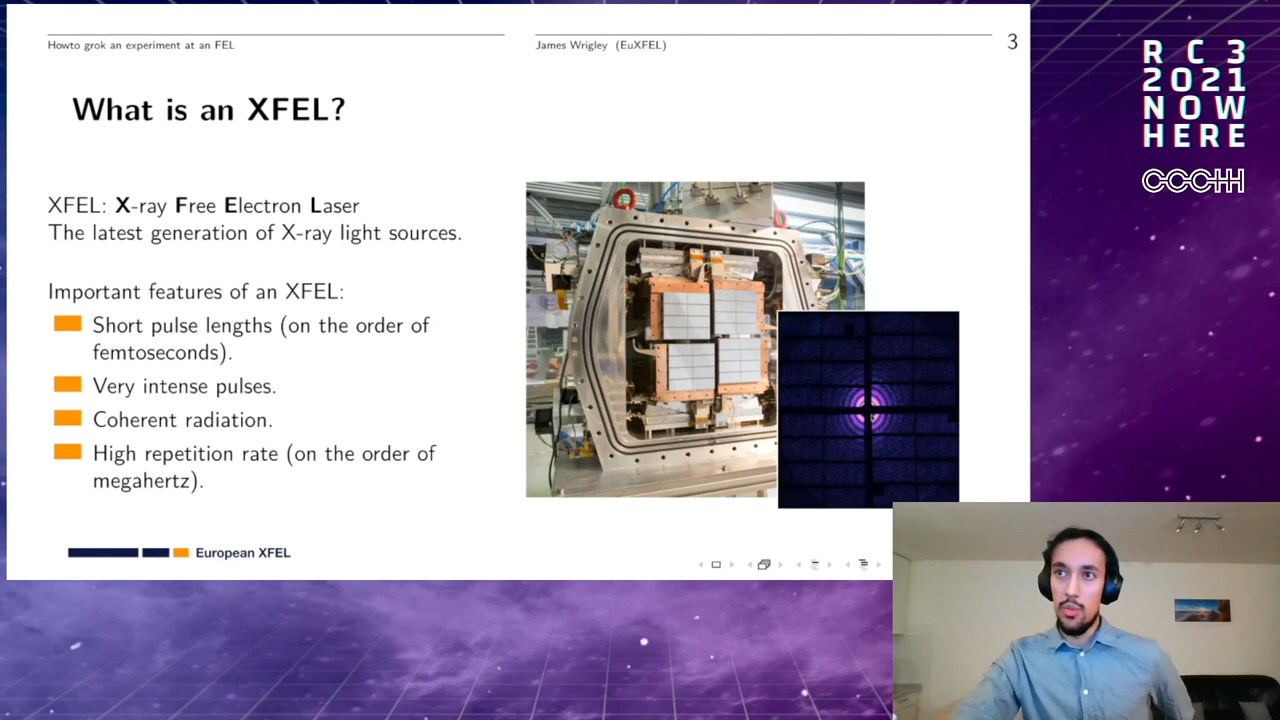 Howto grok an experiment at an FEL
James Wrigley (EuXFEL)
3
What is an XFEL?
XFEL: X-ray Free Electron Laser
The latest generation of X-ray light sources.
Important features of an XFEL:
Short pulse lengths (on the order of
femtoseconds).
Very intense pulses.
Coherent radiation.
High repetition rate (on the order of
megahertz).
European XFEL
R C 3
2021
NOW
HERE
CCCHH